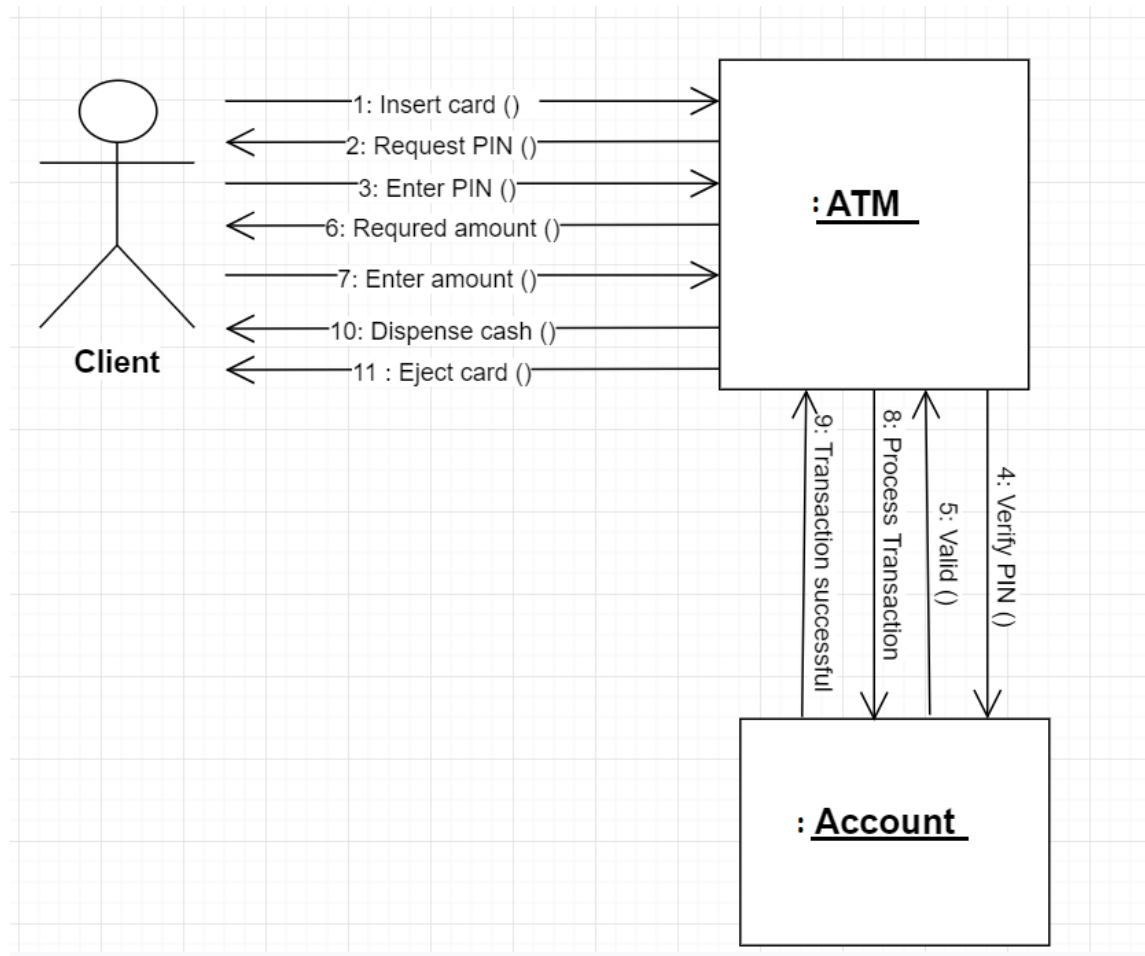 1: Insert card ()
2: Request PIN ()
3: Enter PIN ()
: ATM
6: Requred amount ()
7: Enter amount ()
10: Dispense cash ()
Client
11 : Eject card ()
9: Transaction successful
8: Process Transaction
5: Valid ()
4: Verify PIN ()
: Account